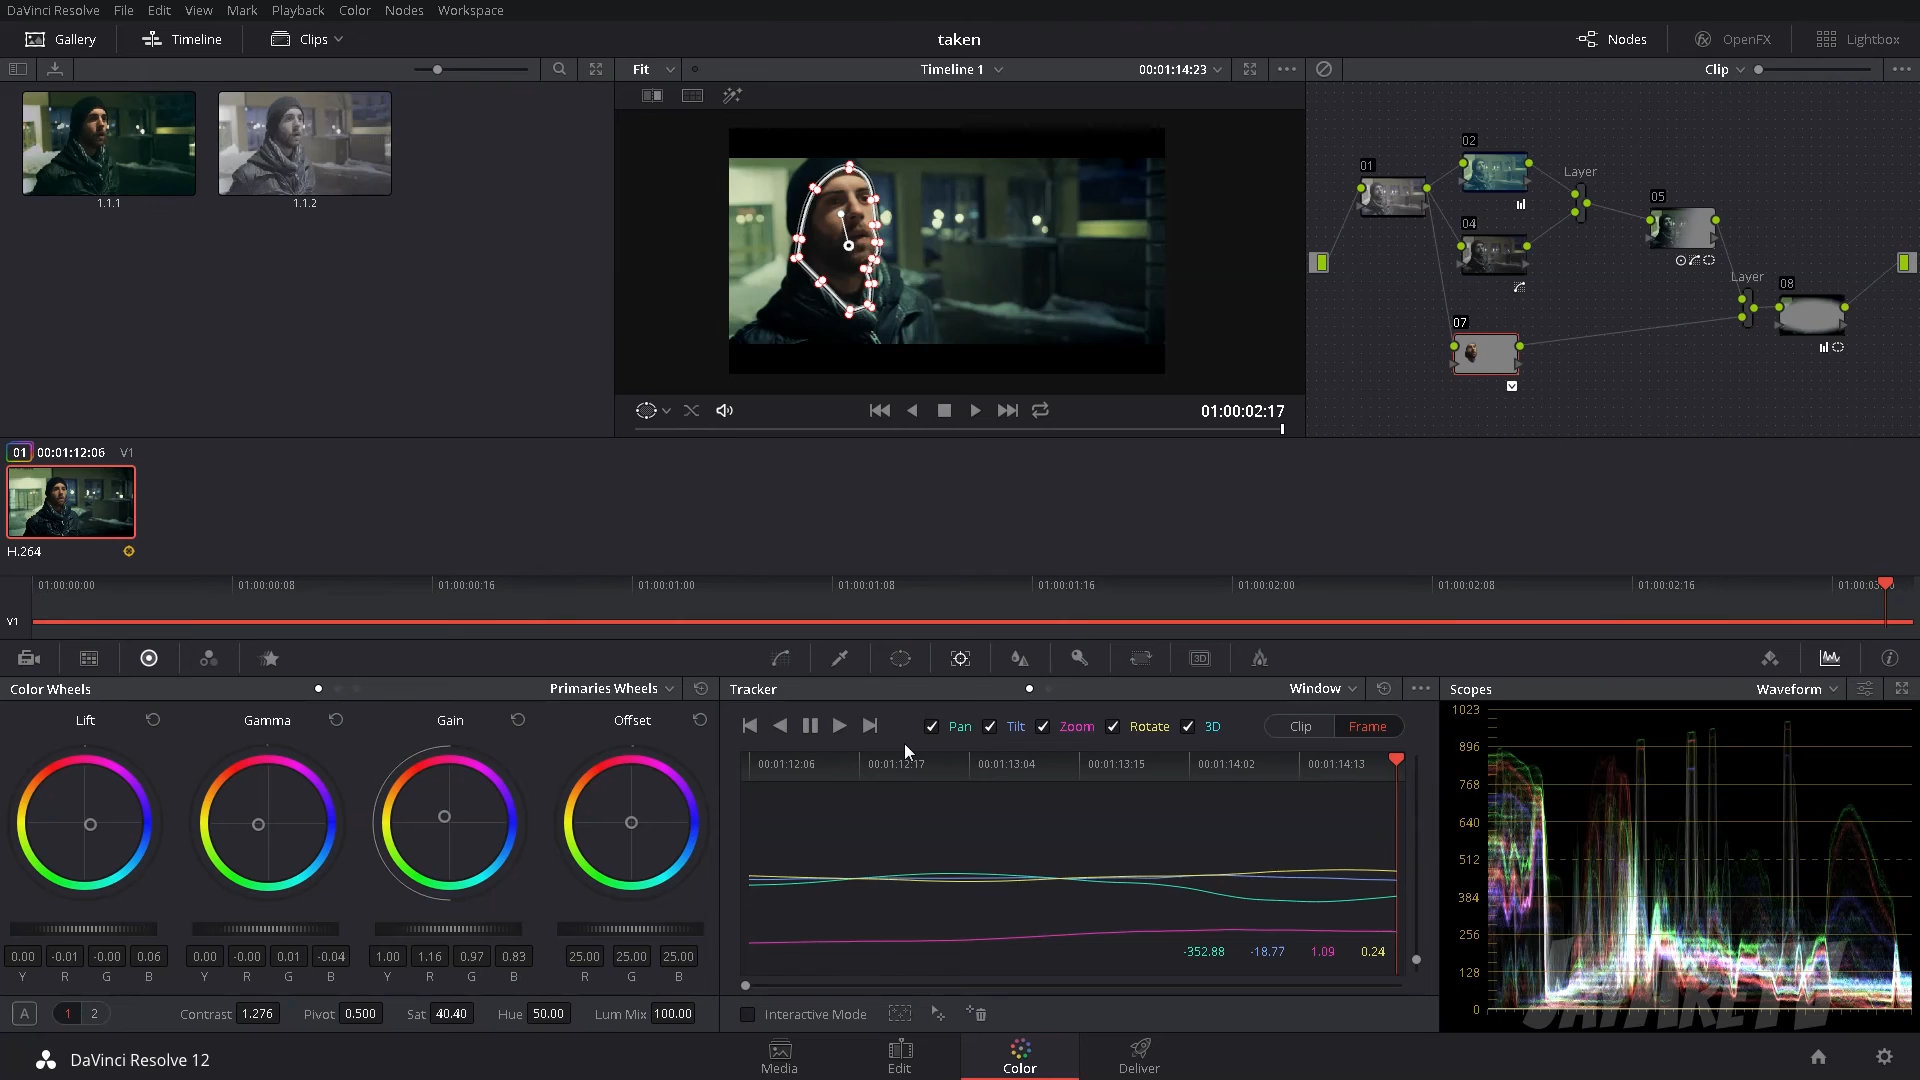 DaVinci Resolve File Edit View Mark Playback Color Nodes Workspace
Gallery Timeline Clips taken Nodes OpenFX Lightbox
Fit Timeline 1 00:01:14:23 Clip
1.1.1 1.1.2
01 02 Layer 04 05 Layer 07 08
01:00:02:17
01 00:01:12:06 V1
H.264
01:00:00:00 01:00:00:08 01:00:00:16 01:00:01:00 01:00:01:08 01:00:01:16 01:00:02:00 01:00:02:08 01:00:02:16
V1
3D
Color Wheels Primaries Wheels Tracker Window Scopes Waveform
Lift Gamma Gain Offset
Pan Tilt Zoom Rotate 3D Clip Frame
00:01:12:06 00:01:12:17 00:01:13:04 00:01:13:15 00:01:14:02 00:01:14:13
1023
896
768
640
512
384
256
128
0
-352.88 -18.77 1.09 0.24
0.00 -0.01 -0.00 0.06 0.00 -0.00 0.01 -0.04 1.00 1.16 0.97 0.83 25.00 25.00 25.00
Y R G B Y R G B Y R G B R G B
A 1 2 Contrast 1.276 Pivot 0.500 Sat 40.40 Hue 50.00 Lum Mix 100.00 Interactive Mode
DaVinci Resolve 12 Media Edit Color Deliver